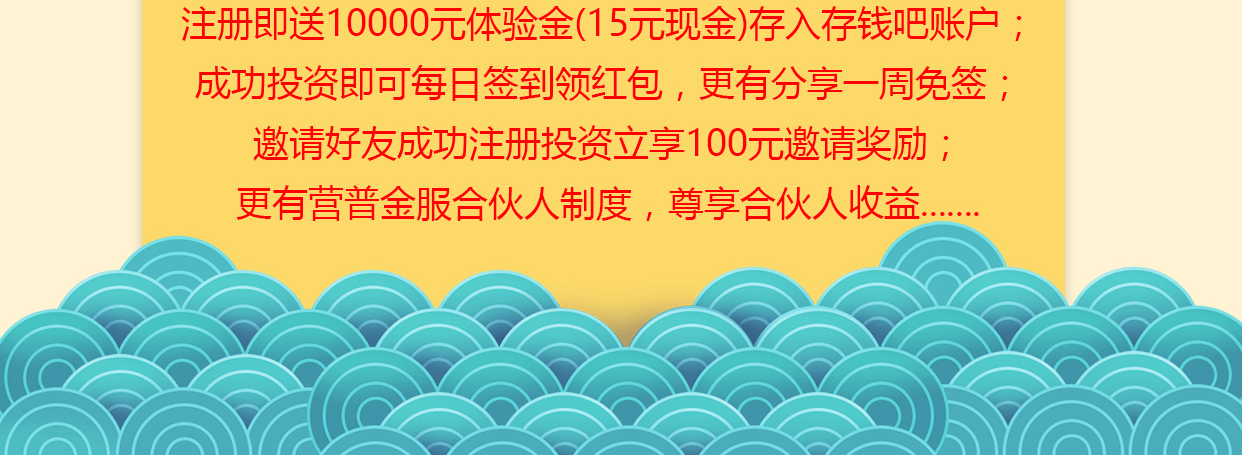 注册即送10000元体验金(15元现金)存入存钱吧账户；
成功投资即可每日签到领红包，更有分享一周免签；
邀请好友成功注册投资立享100元邀请奖励；
更有营普金服合伙人制度，尊享合伙人收益.......